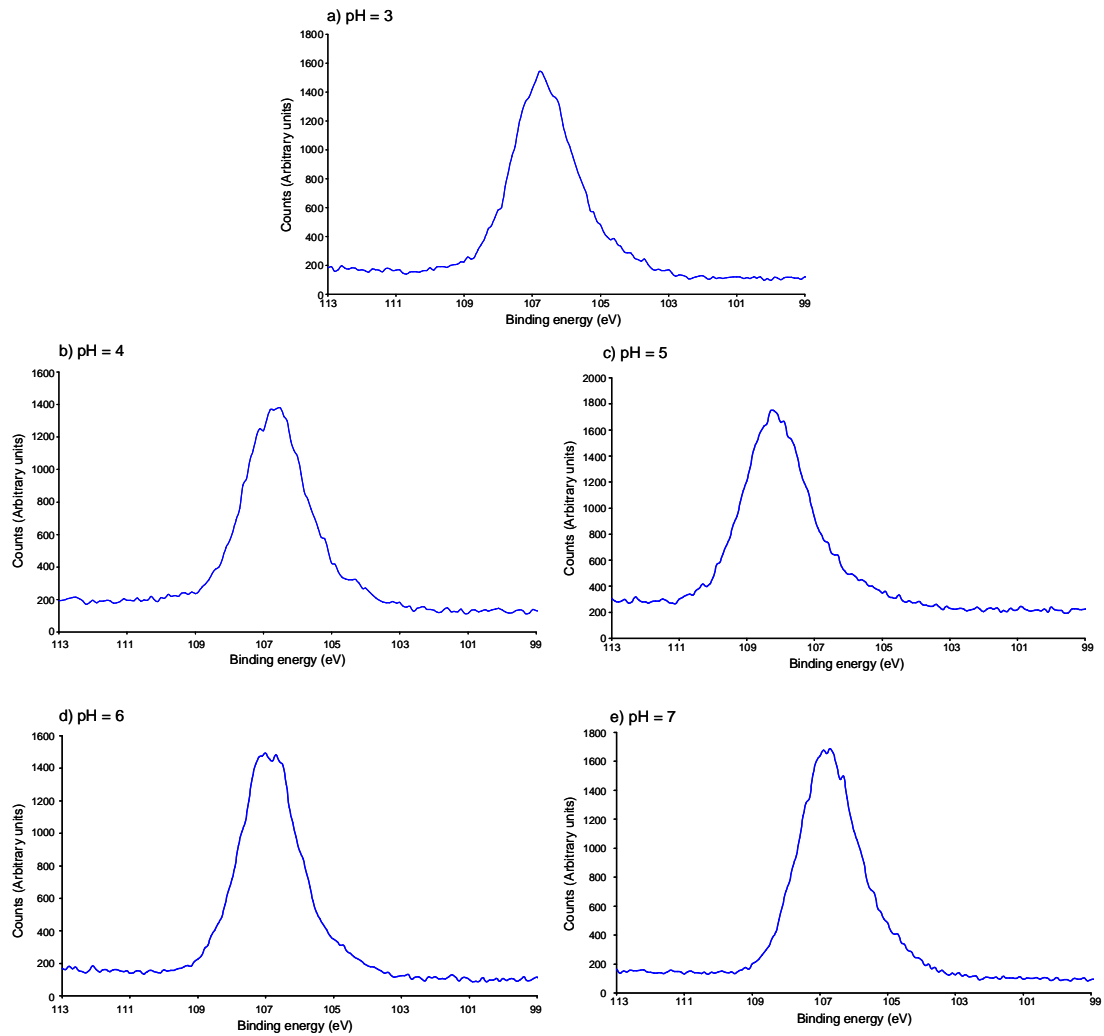 a) pH = 3
1800
1600
1400
1200
1000
800
600
400
200
0
Counts (Arbitrary units)
113 111 109 107 105 103 101 99
Binding energy (eV)
b) pH = 4
1600
1400
1200
1000
800
600
400
200
0
Counts (Arbitrary units)
113 111 109 107 105 103 101 99
Binding energy (eV)
c) pH = 5
2000
1800
1600
1400
1200
1000
800
600
400
200
0
Counts (Arbitrary units)
113 111 109 107 105 103 101 99
Binding energy (eV)
d) pH = 6
1600
1400
1200
1000
800
600
400
200
0
Counts (Arbitrary units)
113 111 109 107 105 103 101 99
Binding energy (eV)
e) pH = 7
1800
1600
1400
1200
1000
800
600
400
200
0
Counts (Arbitrary units)
113 111 109 107 105 103 101 99
Binding energy (eV)